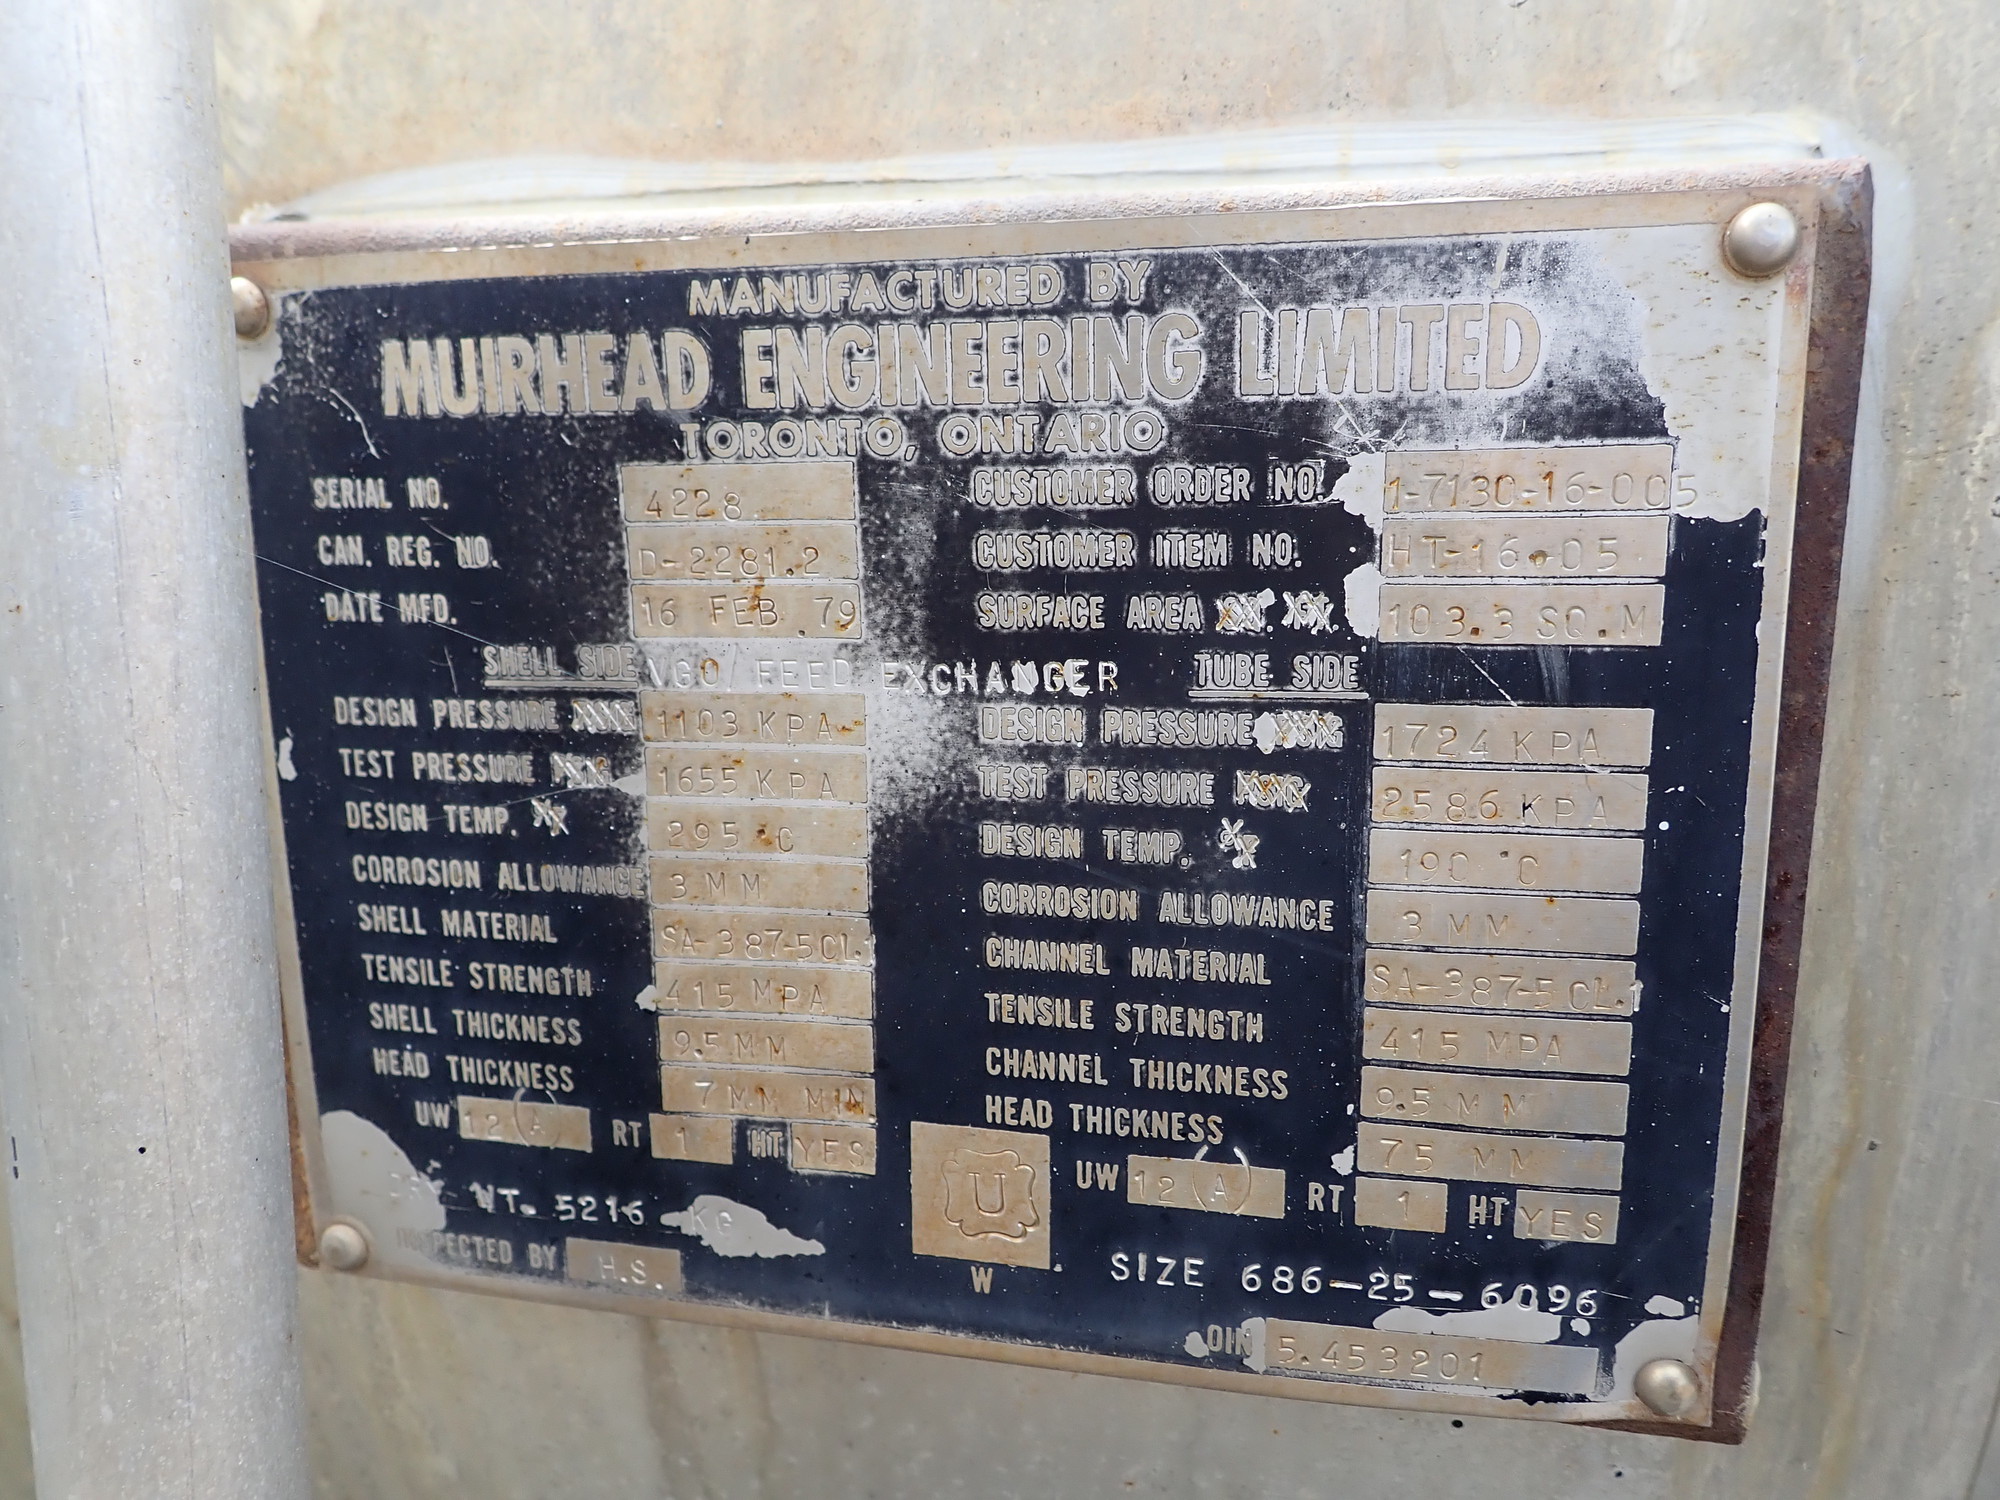 MANUFACTURED BY
MUIRHEAD ENGINEERING LIMITED
TORONTO, ONTARIO
SERIAL NO. 4228 CUSTOMER ORDER NO. 1-7130-16-005
CAN. REG. NO. D-2281.2 CUSTOMER ITEM NO. HT-16.05
DATE MFD. 16 FEB 79 SURFACE AREA 103.3 SQ.M
SHELL SIDE VGO/FEED EXCHANGER TUBE SIDE
DESIGN PRESSURE 1103 KPA DESIGN PRESSURE 1724 KPA
TEST PRESSURE PSIG 1655 KPA TEST PRESSURE PSIG 2586 KPA
DESIGN TEMP. 295 °C DESIGN TEMP. °F 190 °C
CORROSION ALLOWANCE 3 MM CORROSION ALLOWANCE 3 MM
SHELL MATERIAL SA-387-5CL.1 CHANNEL MATERIAL SA-387-5CL.1
TENSILE STRENGTH 415 MPA TENSILE STRENGTH 415 MPA
SHELL THICKNESS 9.5 MM CHANNEL THICKNESS 9.5 MM
HEAD THICKNESS 7 MM MIN HEAD THICKNESS 75 MM
UW 12 (A) RT 1 HT YES U UW 12 (A) RT 1 HT YES
DRY WT. 5216 KG W SIZE 686-25-6096
INSPECTED BY H.S. OIN 5.453201